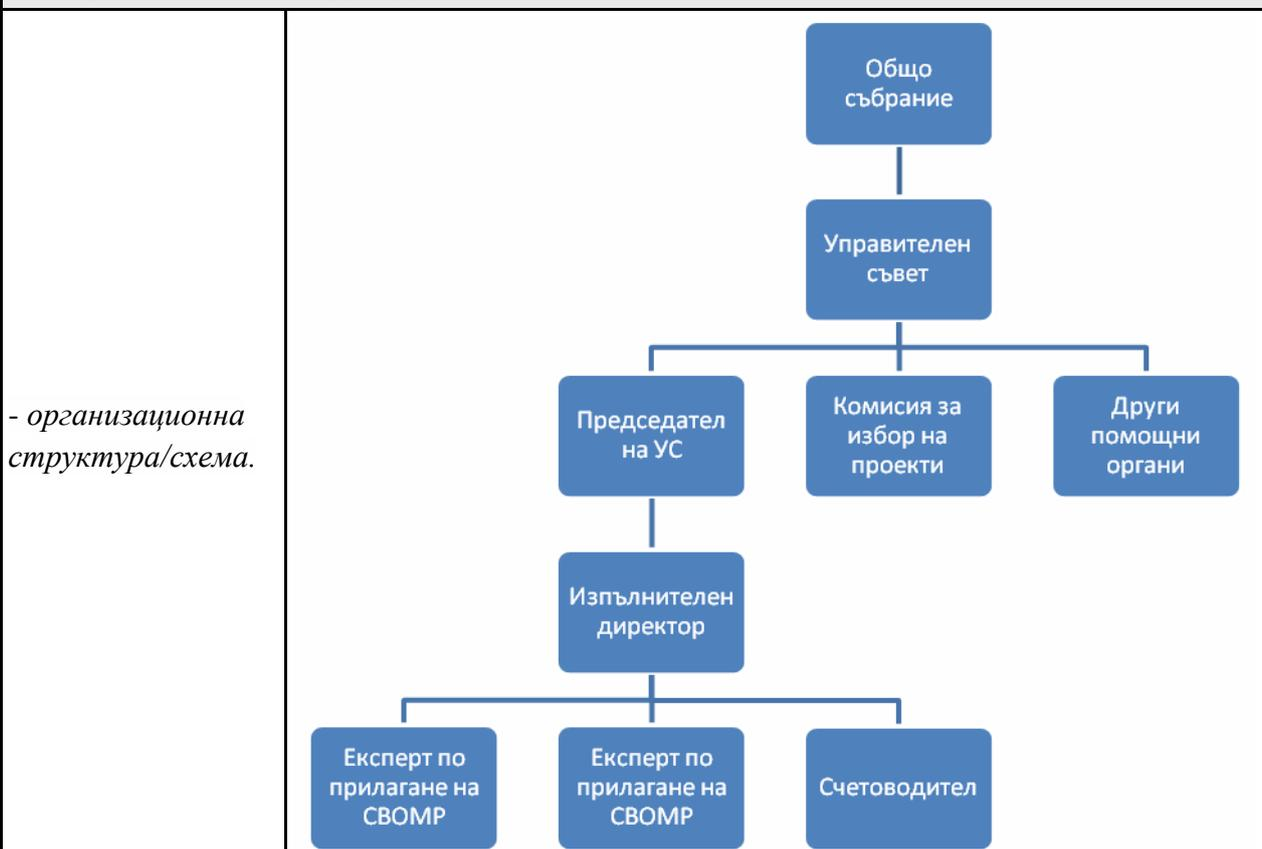 - организационна
структура/схема.
Общо
събрание
Управителен
съвет
Председател
на УС
Комисия за
избор на
проекти
Други
помощни
органи
Изпълнителен
директор
Експерт по
прилагане на
СВОМР
Експерт по
прилагане на
СВОМР
Счетоводител